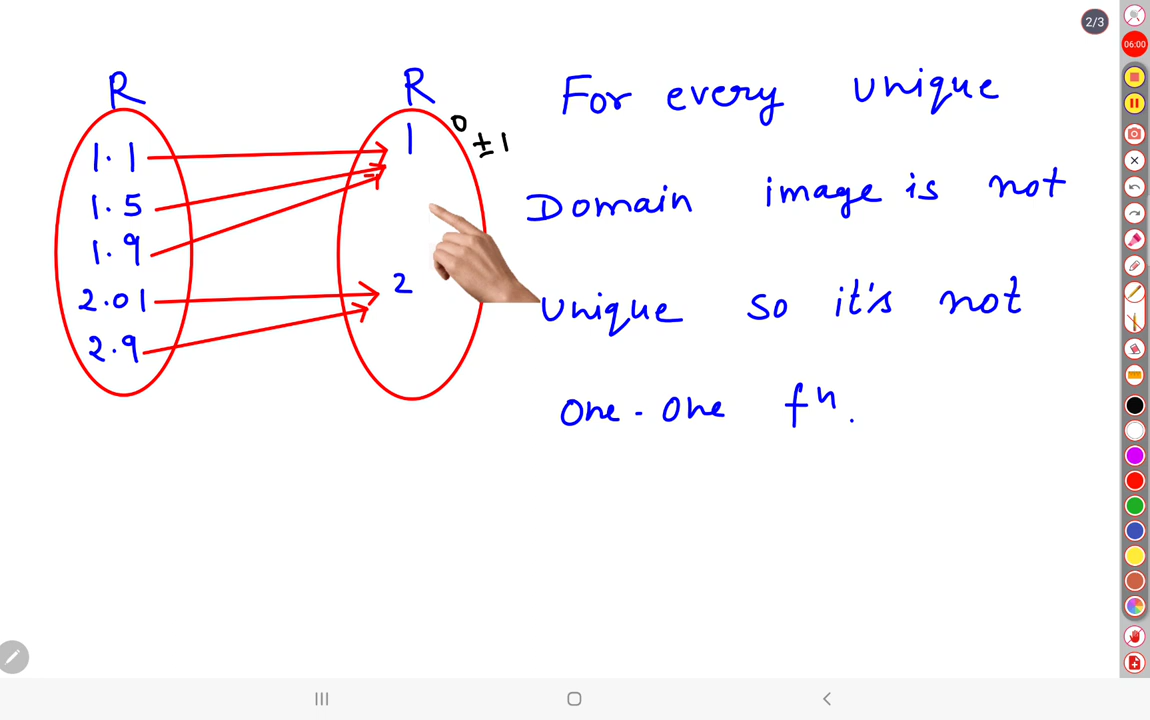 2/3
06:00
R R
1.1 1 0 ±1
1.5
1.9
2.01 2
2.9
For every unique
Domain image is not
unique so it's not
one-one fⁿ.